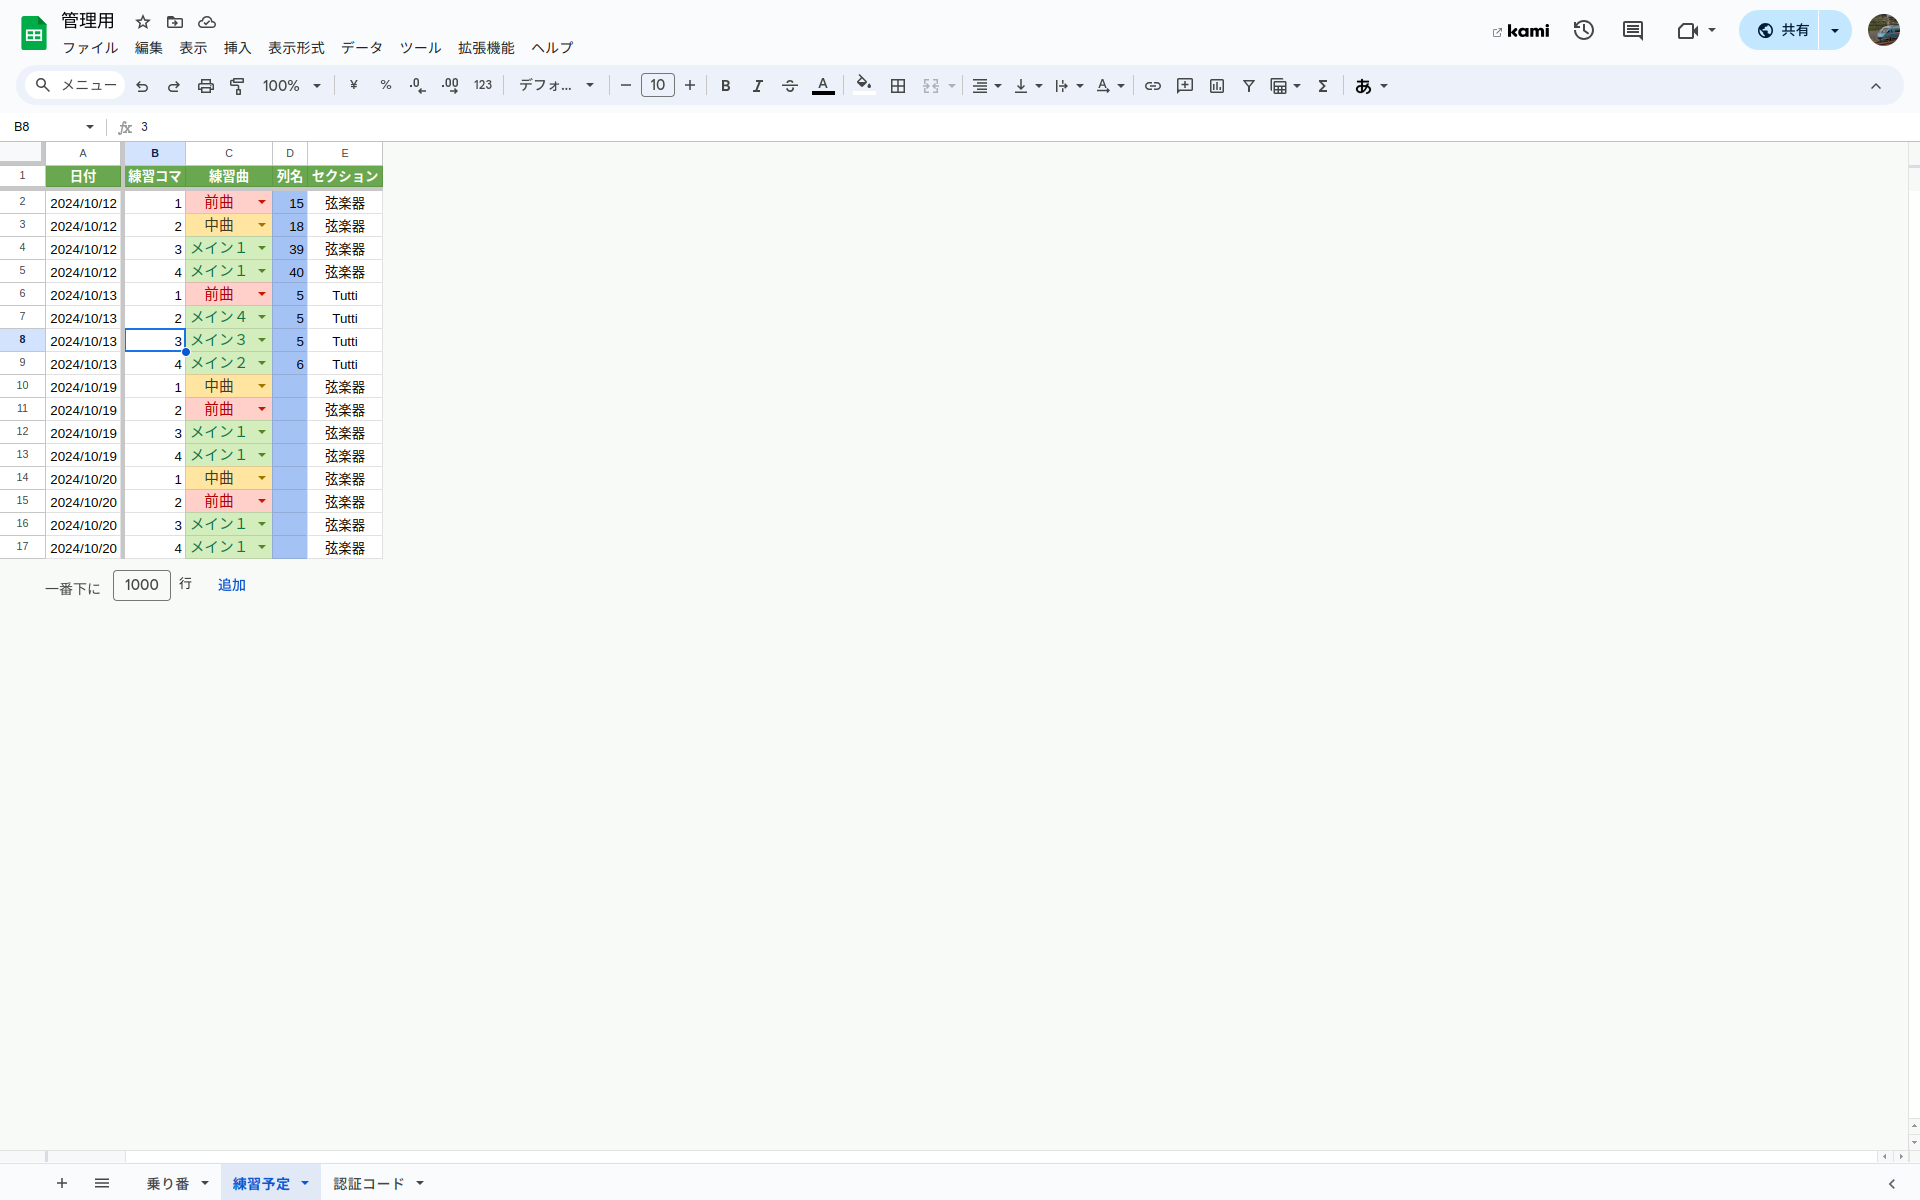 管理用
ファイル 編集 表示 挿入 表示形式 データ ツール 拡張機能 ヘルプ
kami
共有
メニュー 100% ¥ % .0 .00 123 デフォ... 10 B I A あ
B8 fx 3
A B C D E
1 日付 練習コマ 練習曲 列名 セクション
2 2024/10/12 1 前曲 15 弦楽器
3 2024/10/12 2 中曲 18 弦楽器
4 2024/10/12 3 メイン１ 39 弦楽器
5 2024/10/12 4 メイン１ 40 弦楽器
6 2024/10/13 1 前曲 5 Tutti
7 2024/10/13 2 メイン４ 5 Tutti
8 2024/10/13 3 メイン３ 5 Tutti
9 2024/10/13 4 メイン２ 6 Tutti
10 2024/10/19 1 中曲 弦楽器
11 2024/10/19 2 前曲 弦楽器
12 2024/10/19 3 メイン１ 弦楽器
13 2024/10/19 4 メイン１ 弦楽器
14 2024/10/20 1 中曲 弦楽器
15 2024/10/20 2 前曲 弦楽器
16 2024/10/20 3 メイン１ 弦楽器
17 2024/10/20 4 メイン１ 弦楽器
一番下に 1000 行 追加
乗り番 練習予定 認証コード